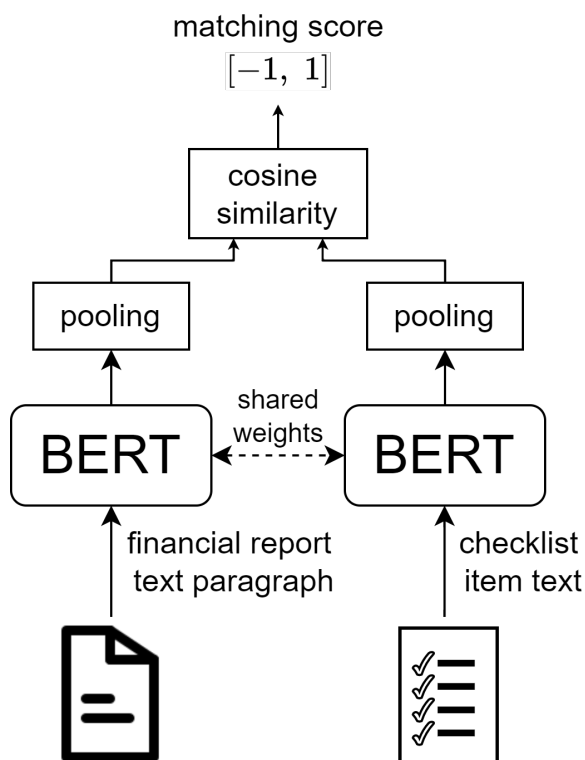 matching score
[−1, 1]
cosine
similarity
pooling
pooling
shared
weights
BERT
BERT
financial report
text paragraph
checklist
item text